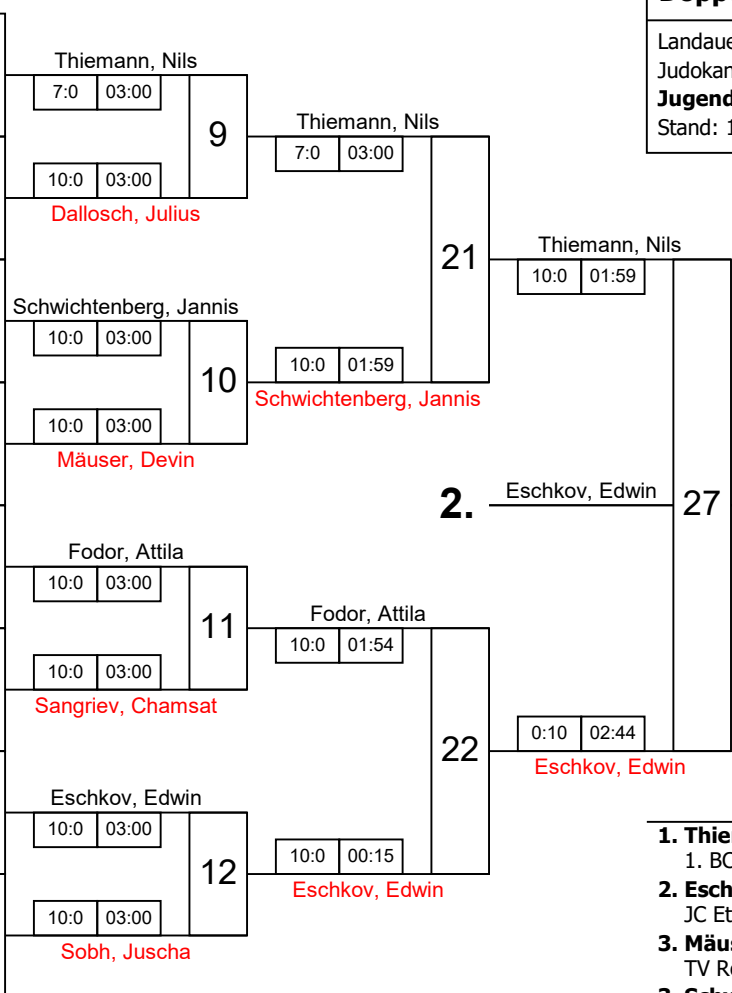 Landaue
Judokan
Jugend
Stand: 1
Thiemann, Nils
7:0 03:00
9
10:0 03:00
Dallosch, Julius
Thiemann, Nils
7:0 03:00
21
Schwichtenberg, Jannis
10:0 03:00
10
10:0 03:00
Mäuser, Devin
10:0 01:59
Schwichtenberg, Jannis
Thiemann, Nils
10:0 01:59
2. Eschkov, Edwin
27
Fodor, Attila
10:0 03:00
11
10:0 03:00
Sangriev, Chamsat
Fodor, Attila
10:0 01:54
22
0:10 02:44
Eschkov, Edwin
Eschkov, Edwin
10:0 03:00
12
10:0 03:00
Sobh, Juscha
10:0 00:15
Eschkov, Edwin
1. Thie
1. BC
2. Esch
JC Et
3. Mäus
TV R